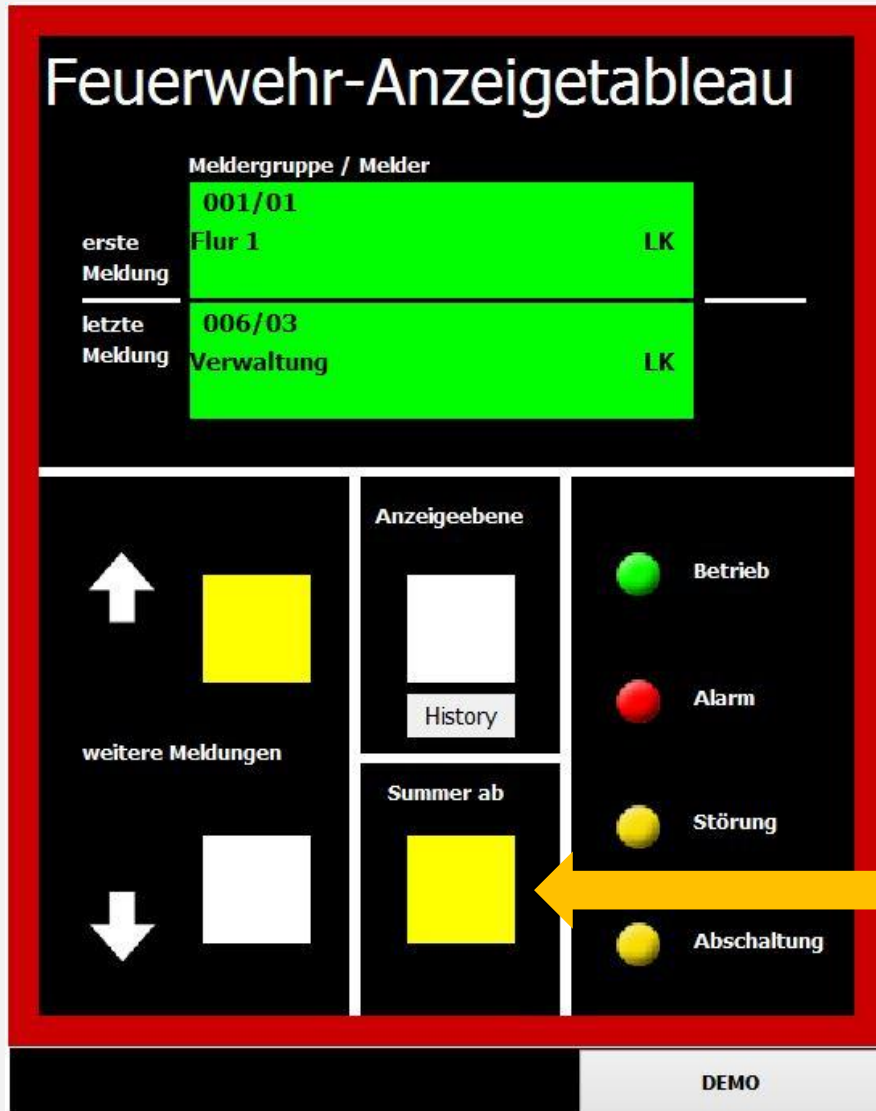 Feuerwehr-Anzeigetableau
Meldergruppe / Melder
erste
Meldung
001/01
Flur 1 LK
letzte
Meldung
006/03
Verwaltung LK
weitere Meldungen
Anzeigeebene
History
Summer ab
Betrieb
Alarm
Störung
Abschaltung
DEMO